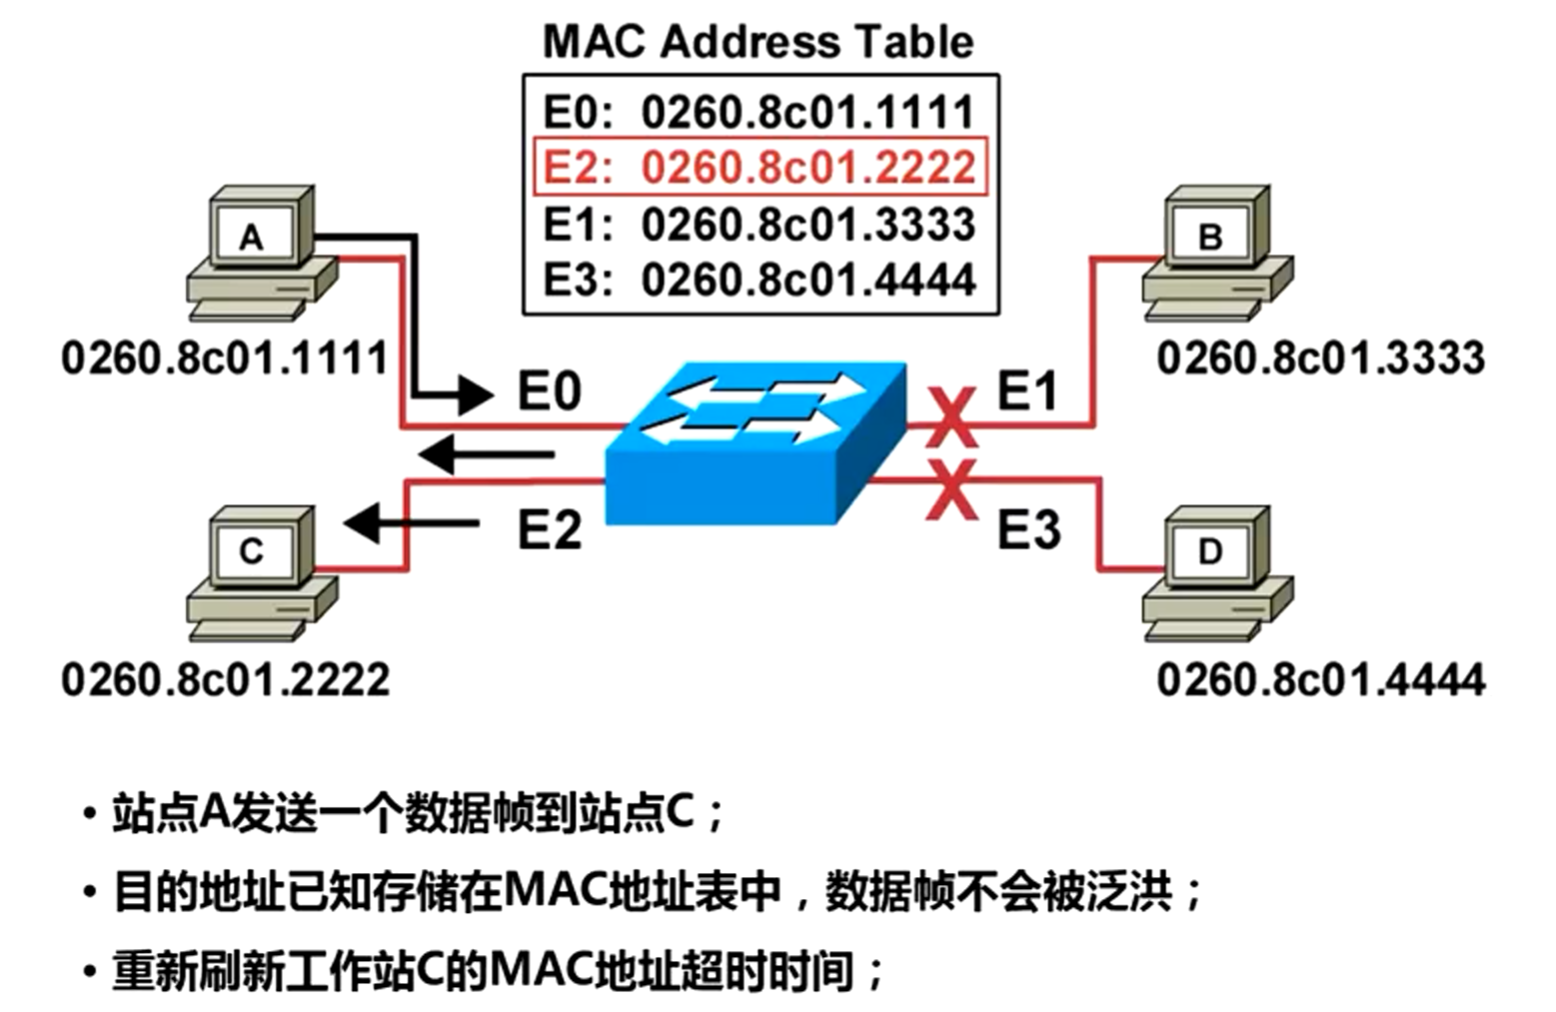 MAC Address Table
E0: 0260.8c01.1111
E2: 0260.8c01.2222
E1: 0260.8c01.3333
E3: 0260.8c01.4444
A
B
0260.8c01.1111
0260.8c01.3333
E0
E1
E2
E3
C
D
0260.8c01.2222
0260.8c01.4444
• 站点A发送一个数据帧到站点C；
• 目的地址已知存储在MAC地址表中，数据帧不会被泛洪；
• 重新刷新工作站C的MAC地址超时时间；